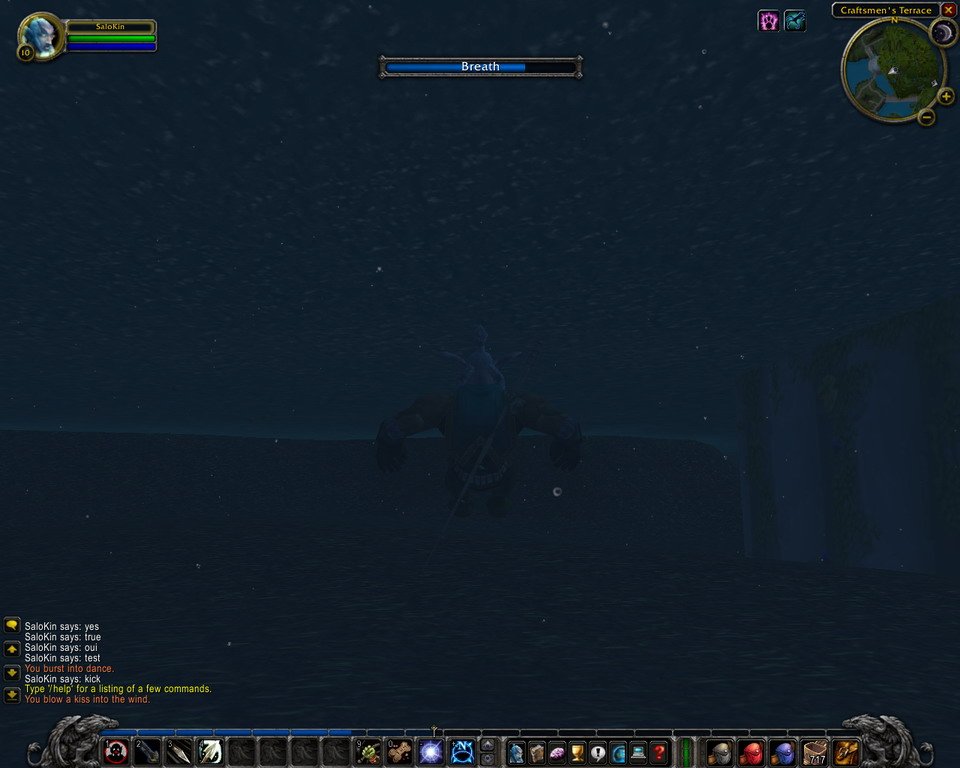 SaloKin
10
Breath
Craftsmen's Terrace
N
SaloKin says: yes
SaloKin says: true
SaloKin says: oui
SaloKin says: test
You burst into dance.
SaloKin says: kick
Type '/help' for a listing of a few commands.
You blow a kiss into the wind.
717